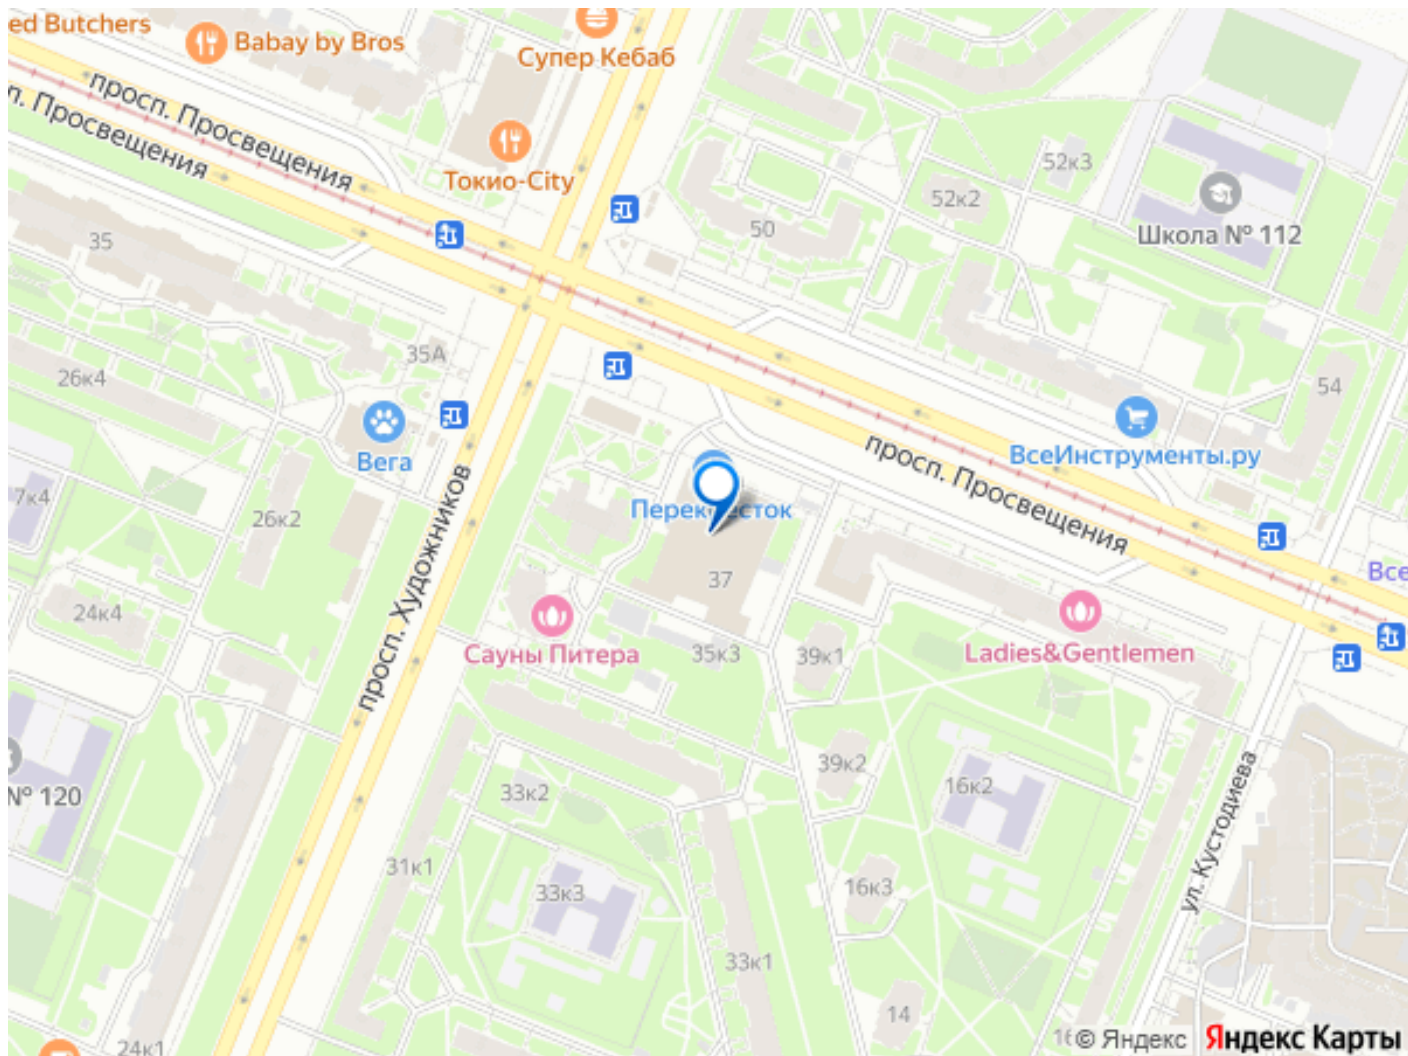 ed Butchers
Babay by Bros
Супер Кебаб
просп. Просвещения
п. Просвещения
Токио-City
52к3
52к2
Школа № 112
50
35
35А
26к4
54
Вега
ВсеИнструменты.ру
просп. Просвещения
7к4
26к2
просп. Художников
37
Все
24к4
Сауны Питера
35к3
39к1
Ladies&Gentlemen
39к2
№ 120
33к2
16к2
ул. Кустодиева
31к1
33к3
16к3
33к1
14
24к1
© Яндекс
Яндекс Карты